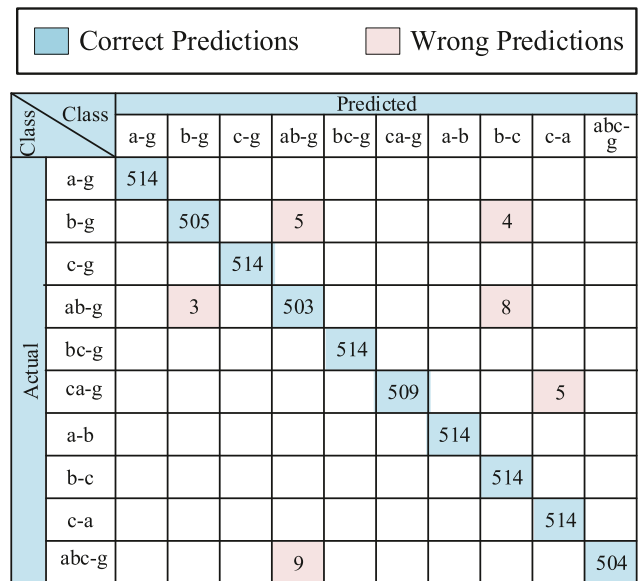 Correct Predictions Wrong Predictions
Class Class Predicted
a-g b-g c-g ab-g bc-g ca-g a-b b-c c-a abc-g
Actual
a-g 514
b-g 505 5 4
c-g 514
ab-g 3 503 8
bc-g 514
ca-g 509 5
a-b 514
b-c 514
c-a 514
abc-g 9 504